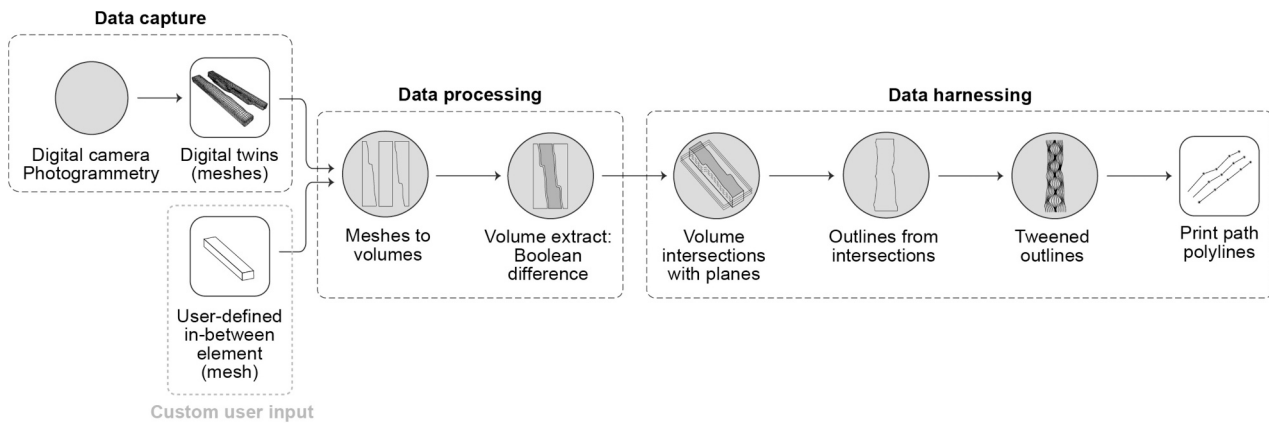 Data capture
Digital camera
Photogrammetry
Digital twins
(meshes)
User-defined
in-between
element
(mesh)
Custom user input
Data processing
Meshes to
volumes
Volume extract:
Boolean
difference
Data harnessing
Volume
intersections
with planes
Outlines from
intersections
Tweened
outlines
Print path
polylines